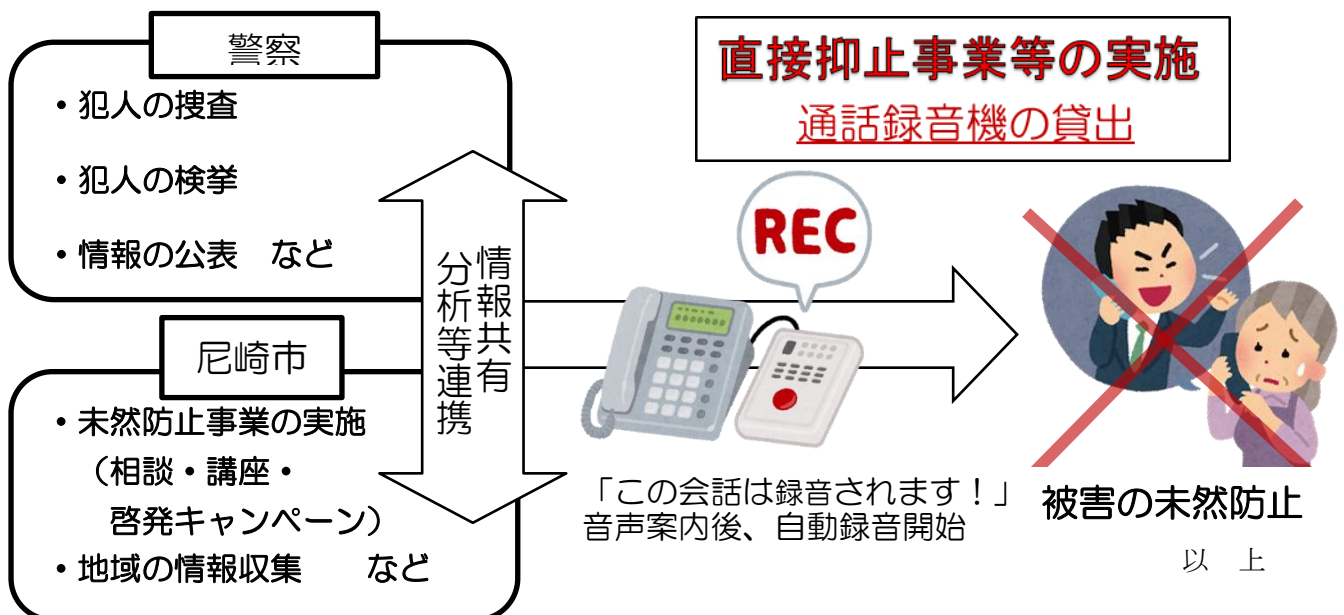 警察
・犯人の捜査
・犯人の検挙
・情報の公表　など
尼崎市
・未然防止事業の実施
（相談・講座・
啓発キャンペーン）
・地域の情報収集　　など
情報共有
分析等連携
直接抑止事業等の実施
通話録音機の貸出
REC
「この会話は録音されます！」
音声案内後、自動録音開始
被害の未然防止
以　上